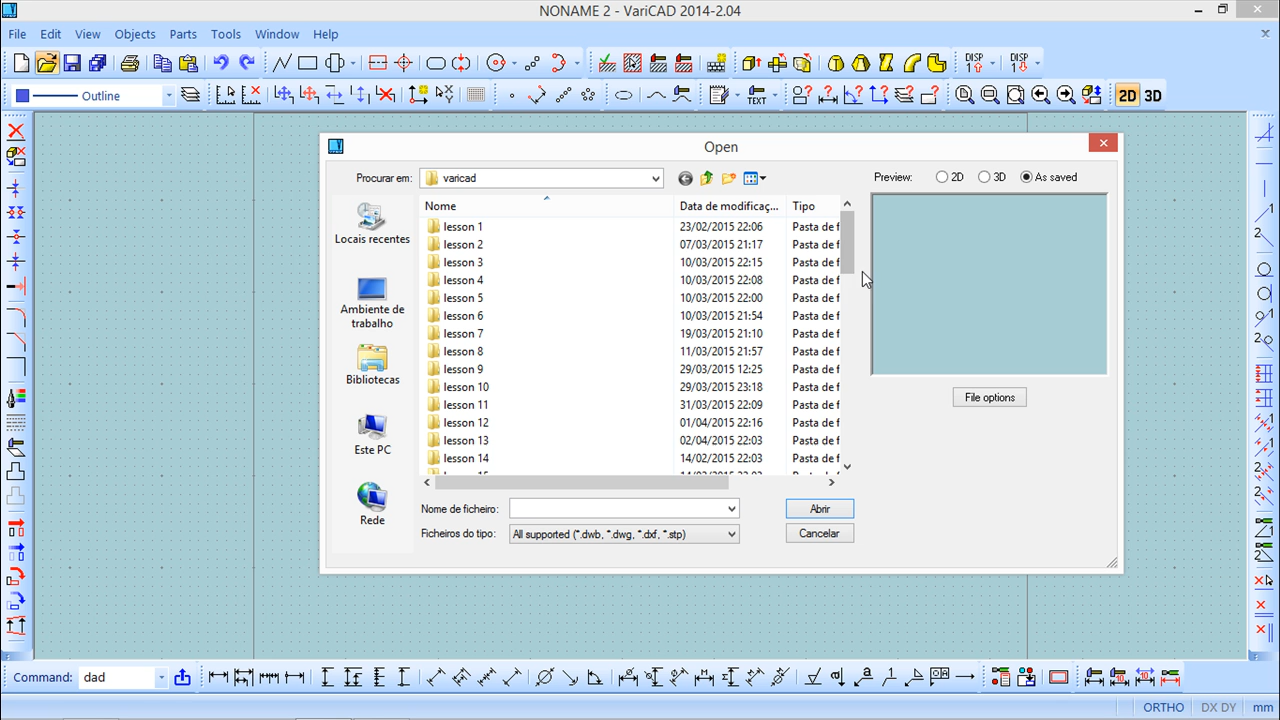 NONAME 2 - VariCAD 2014-2.04
File Edit View Objects Parts Tools Window Help
DISP 1 DISP 1
Outline TEXT 2D 3D
Open
Procurar em: varicad Preview: 2D 3D As saved
Nome Data de modificaç... Tipo
lesson 1 23/02/2015 22:06 Pasta de f
lesson 2 07/03/2015 21:17 Pasta de f
lesson 3 10/03/2015 22:15 Pasta de f
lesson 4 10/03/2015 22:08 Pasta de f
lesson 5 10/03/2015 22:00 Pasta de f
lesson 6 10/03/2015 21:54 Pasta de f
lesson 7 19/03/2015 21:10 Pasta de f
lesson 8 11/03/2015 21:57 Pasta de f
lesson 9 29/03/2015 12:25 Pasta de f
lesson 10 29/03/2015 23:18 Pasta de f
lesson 11 31/03/2015 22:09 Pasta de f
lesson 12 01/04/2015 22:16 Pasta de f
lesson 13 02/04/2015 22:03 Pasta de f
lesson 14 14/02/2015 22:03 Pasta de f
Locais recentes
Ambiente de
trabalho
Bibliotecas
Este PC
Rede
File options
Nome de ficheiro: Abrir
Ficheiros do tipo: All supported (*.dwb, *.dwg, *.dxf, *.stp) Cancelar
Command: dad
ORTHO DX DY mm